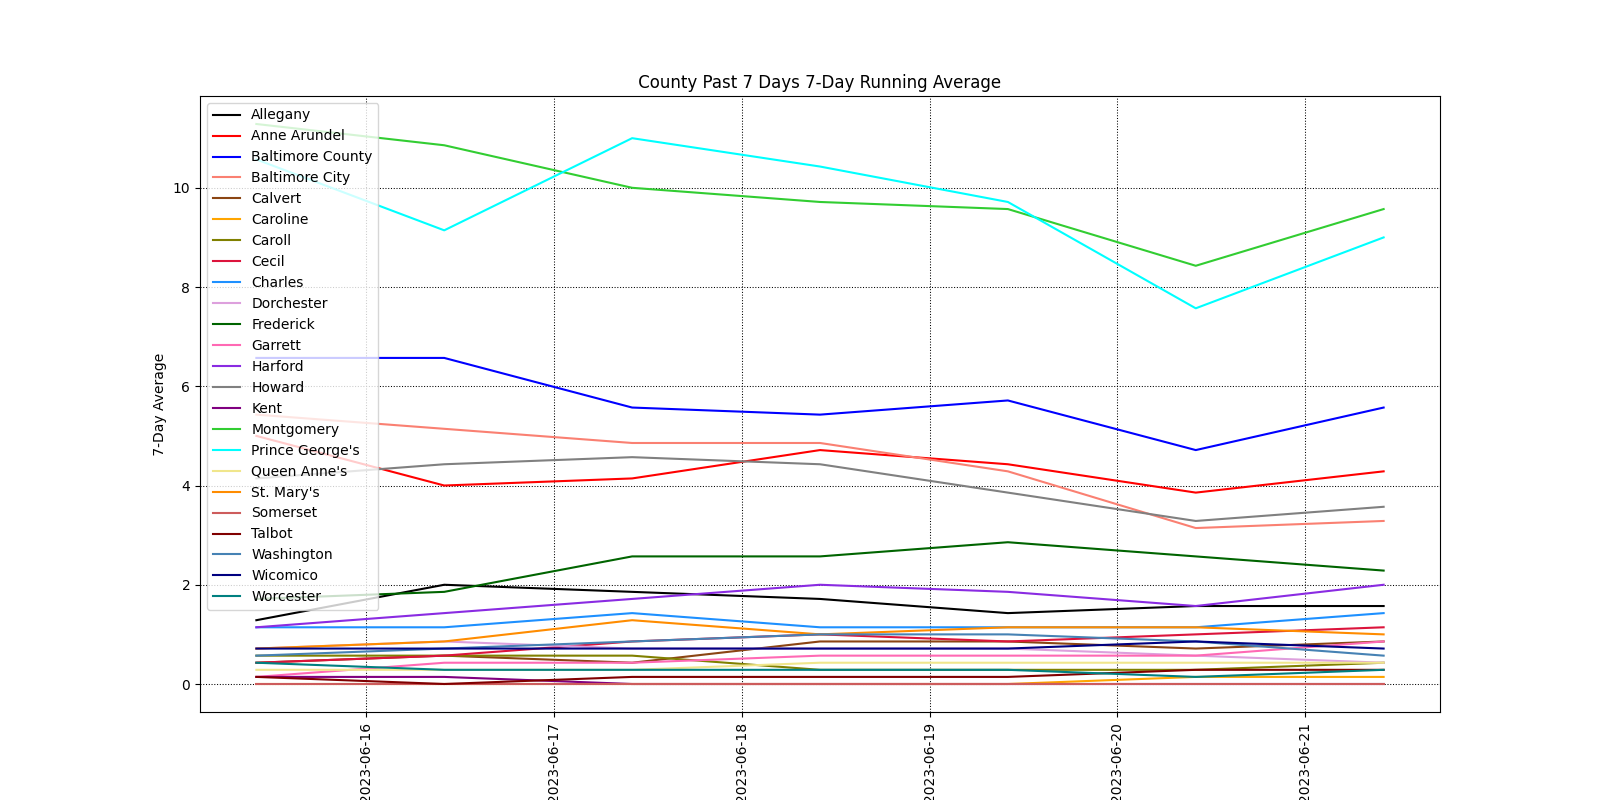 County Past 7 Days 7-Day Running Average
Allegany
Anne Arundel
Baltimore County
Baltimore City
Calvert
Caroline
Caroll
Cecil
Charles
Dorchester
Frederick
Garrett
Harford
Howard
Kent
Montgomery
Prince George's
Queen Anne's
St. Mary's
Somerset
Talbot
Washington
Wicomico
Worcester
7-Day Average
10
8
6
4
2
0
2023-06-16
2023-06-17
2023-06-18
2023-06-19
2023-06-20
2023-06-21